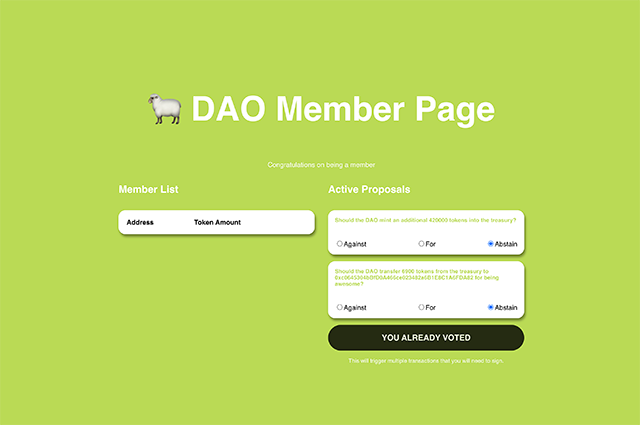 DAO Member Page
Congratulations on being a member
Member List
Active Proposals
Address Token Amount
Should the DAO mint an additional 420000 tokens into the treasury?
Against For Abstain
Should the DAO transfer 6900 tokens from the treasury to
for being
awesome?
Against For Abstain
YOU ALREADY VOTED
This will trigger multiple transactions that you will need to sign.